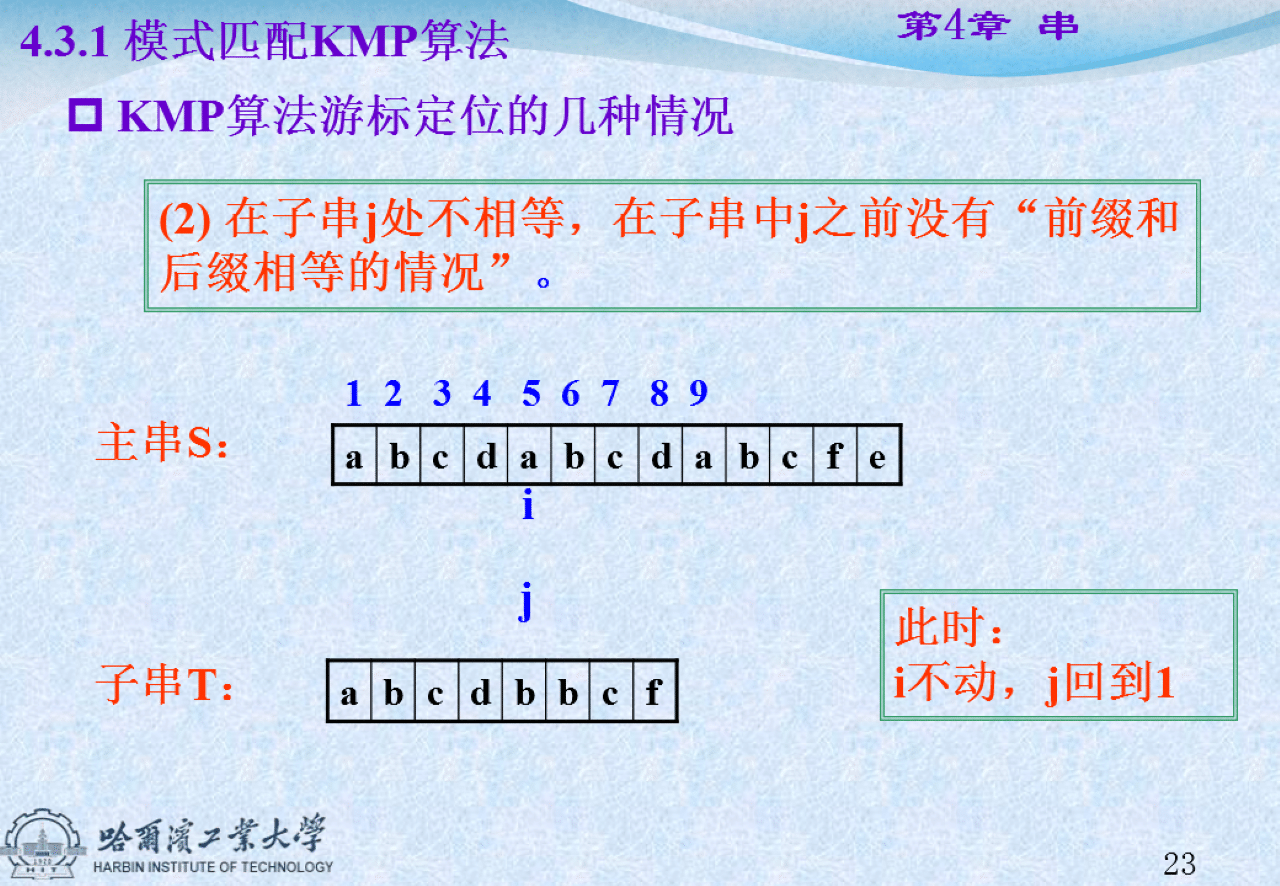 4.3.1 模式匹配KMP算法
第4章 串
KMP算法游标定位的几种情况
(2) 在子串j处不相等，在子串中j之前没有“前缀和
后缀相等的情况”。
1 2 3 4 5 6 7 8 9
主串S：
a b c d a b c d a b c f e
i
j
子串T：
a b c d b b c f
此时：
i不动，j回到1
哈爾濱工業大學
HARBIN INSTITUTE OF TECHNOLOGY
1920
HIT
23